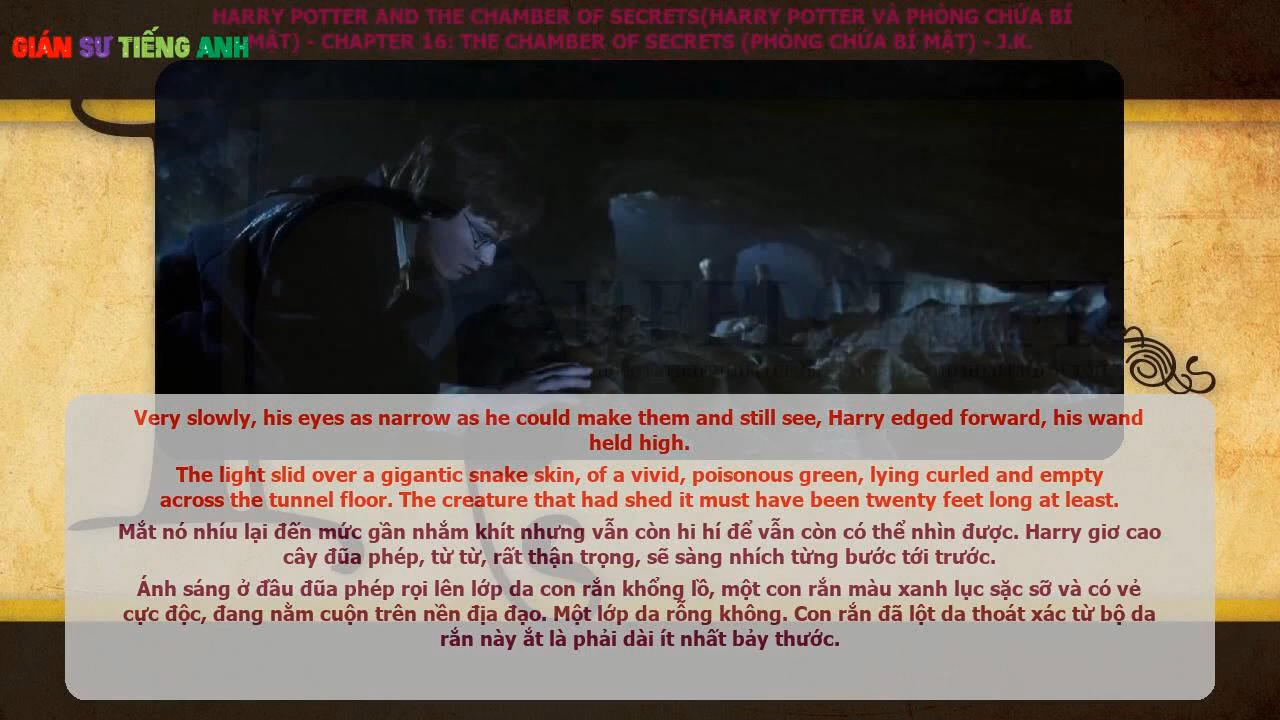 HARRY POTTER AND THE CHAMBER OF SECRETS(HARRY POTTER VÀ PHÒNG CHỨA BÍ
GIÁN SƯ TIẾNG ANH
MẬT) - CHAPTER 16: THE CHAMBER OF SECRETS (PHÒNG CHỨA BÍ MẬT) - J.K.
Very slowly, his eyes as narrow as he could make them and still see, Harry edged forward, his wand
held high.
The light slid over a gigantic snake skin, of a vivid, poisonous green, lying curled and empty
across the tunnel floor. The creature that had shed it must have been twenty feet long at least.
Mắt nó nhíu lại đến mức gần nhắm khít nhưng vẫn còn hi hí để vẫn còn có thể nhìn được. Harry giơ cao
cây đũa phép, từ từ, rất thận trọng, sẽ sàng nhích từng bước tới trước.
Ánh sáng ở đầu đũa phép rọi lên lớp da con rắn khổng lồ, một con rắn màu xanh lục sặc sỡ và có vẻ
cực độc, đang nằm cuộn trên nền địa đạo. Một lớp da rỗng không. Con rắn đã lột da thoát xác từ bộ da
rắn này ắt là phải dài ít nhất bảy thước.